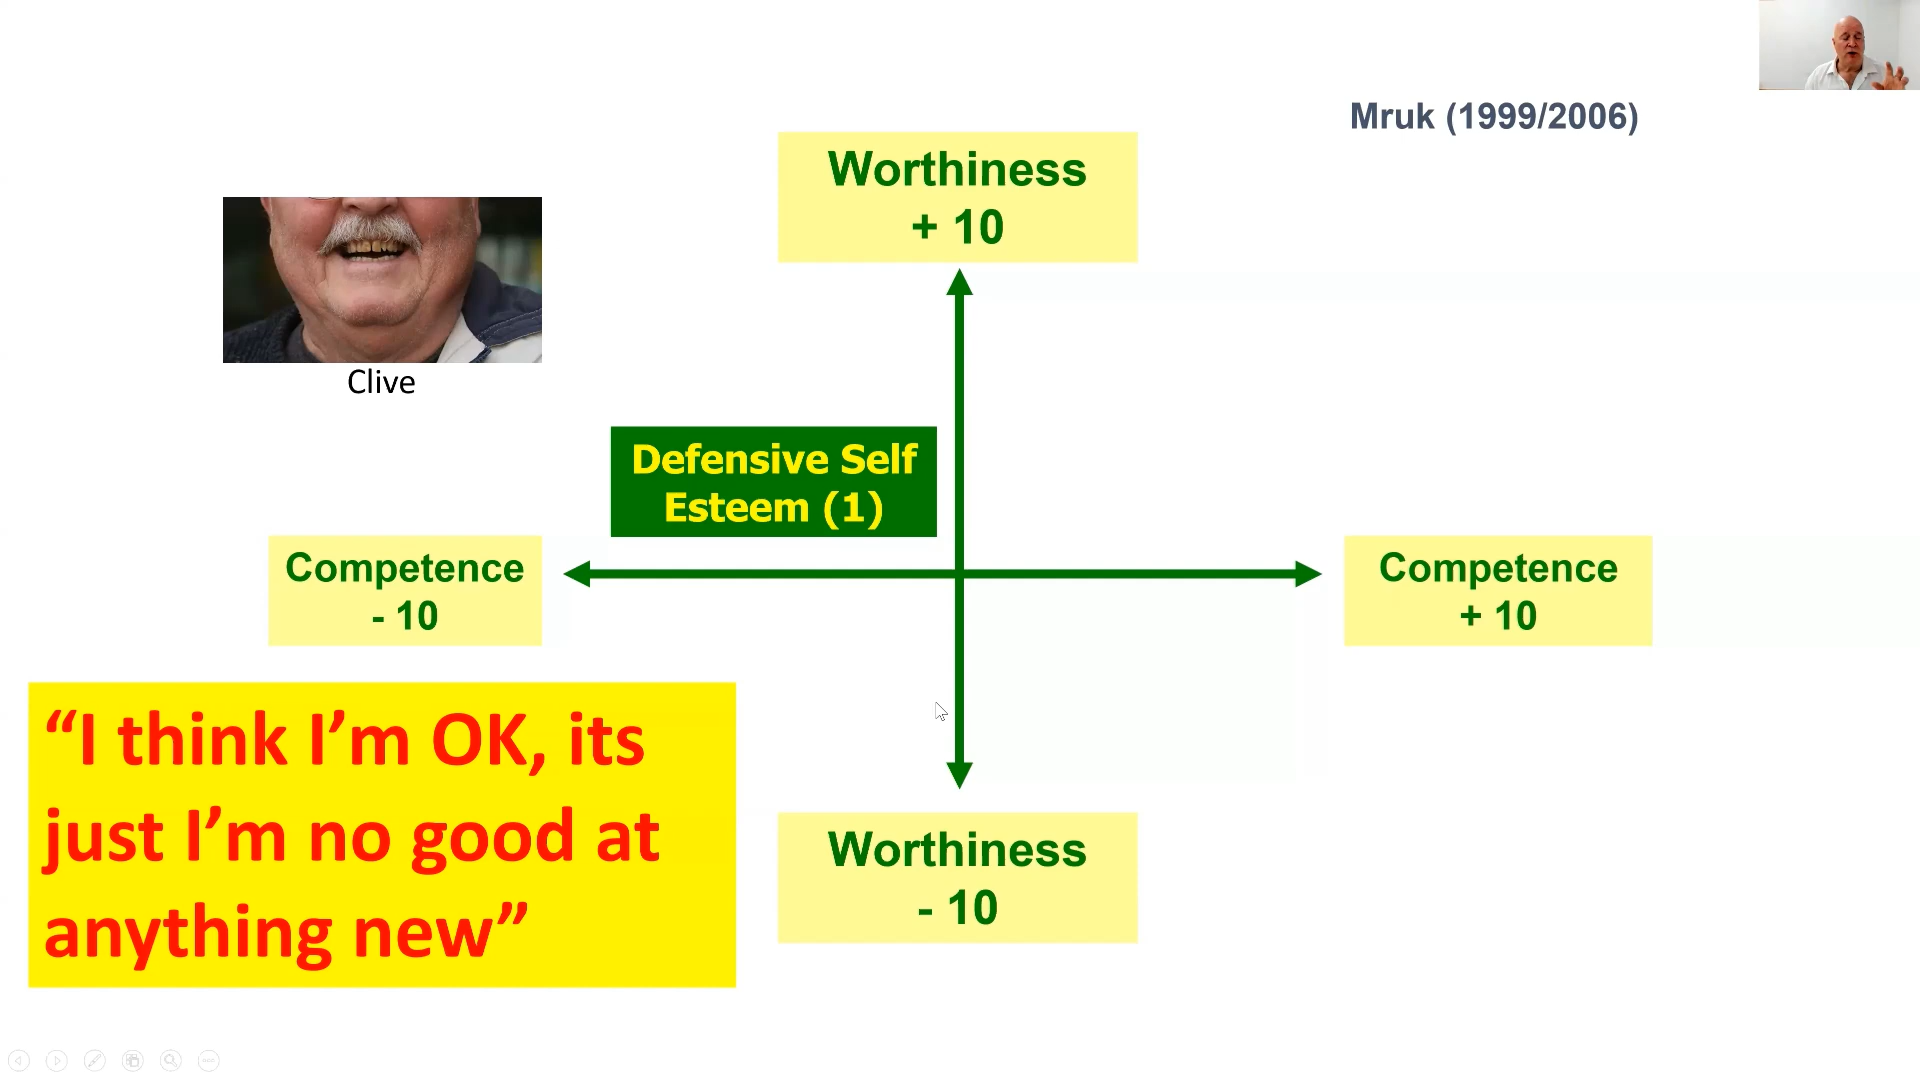 Mruk (1999/2006)
Worthiness
+ 10
Clive
Defensive Self
Esteem (1)
Competence
- 10
Competence
+ 10
“I think I’m OK, its
just I’m no good at
anything new”
Worthiness
- 10